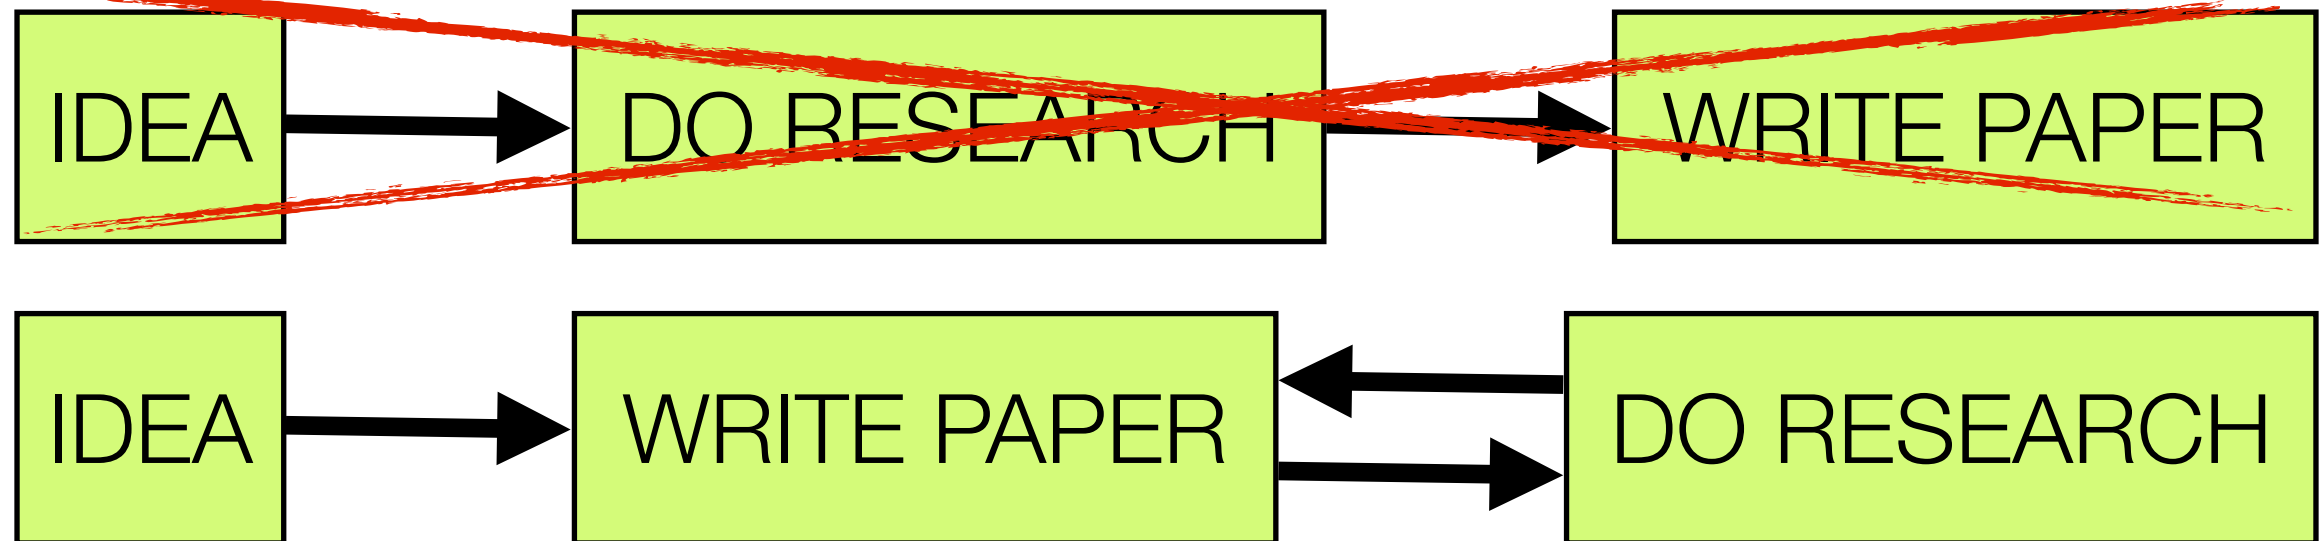 IDEA DO RESEARCH WRITE PAPER
IDEA WRITE PAPER DO RESEARCH